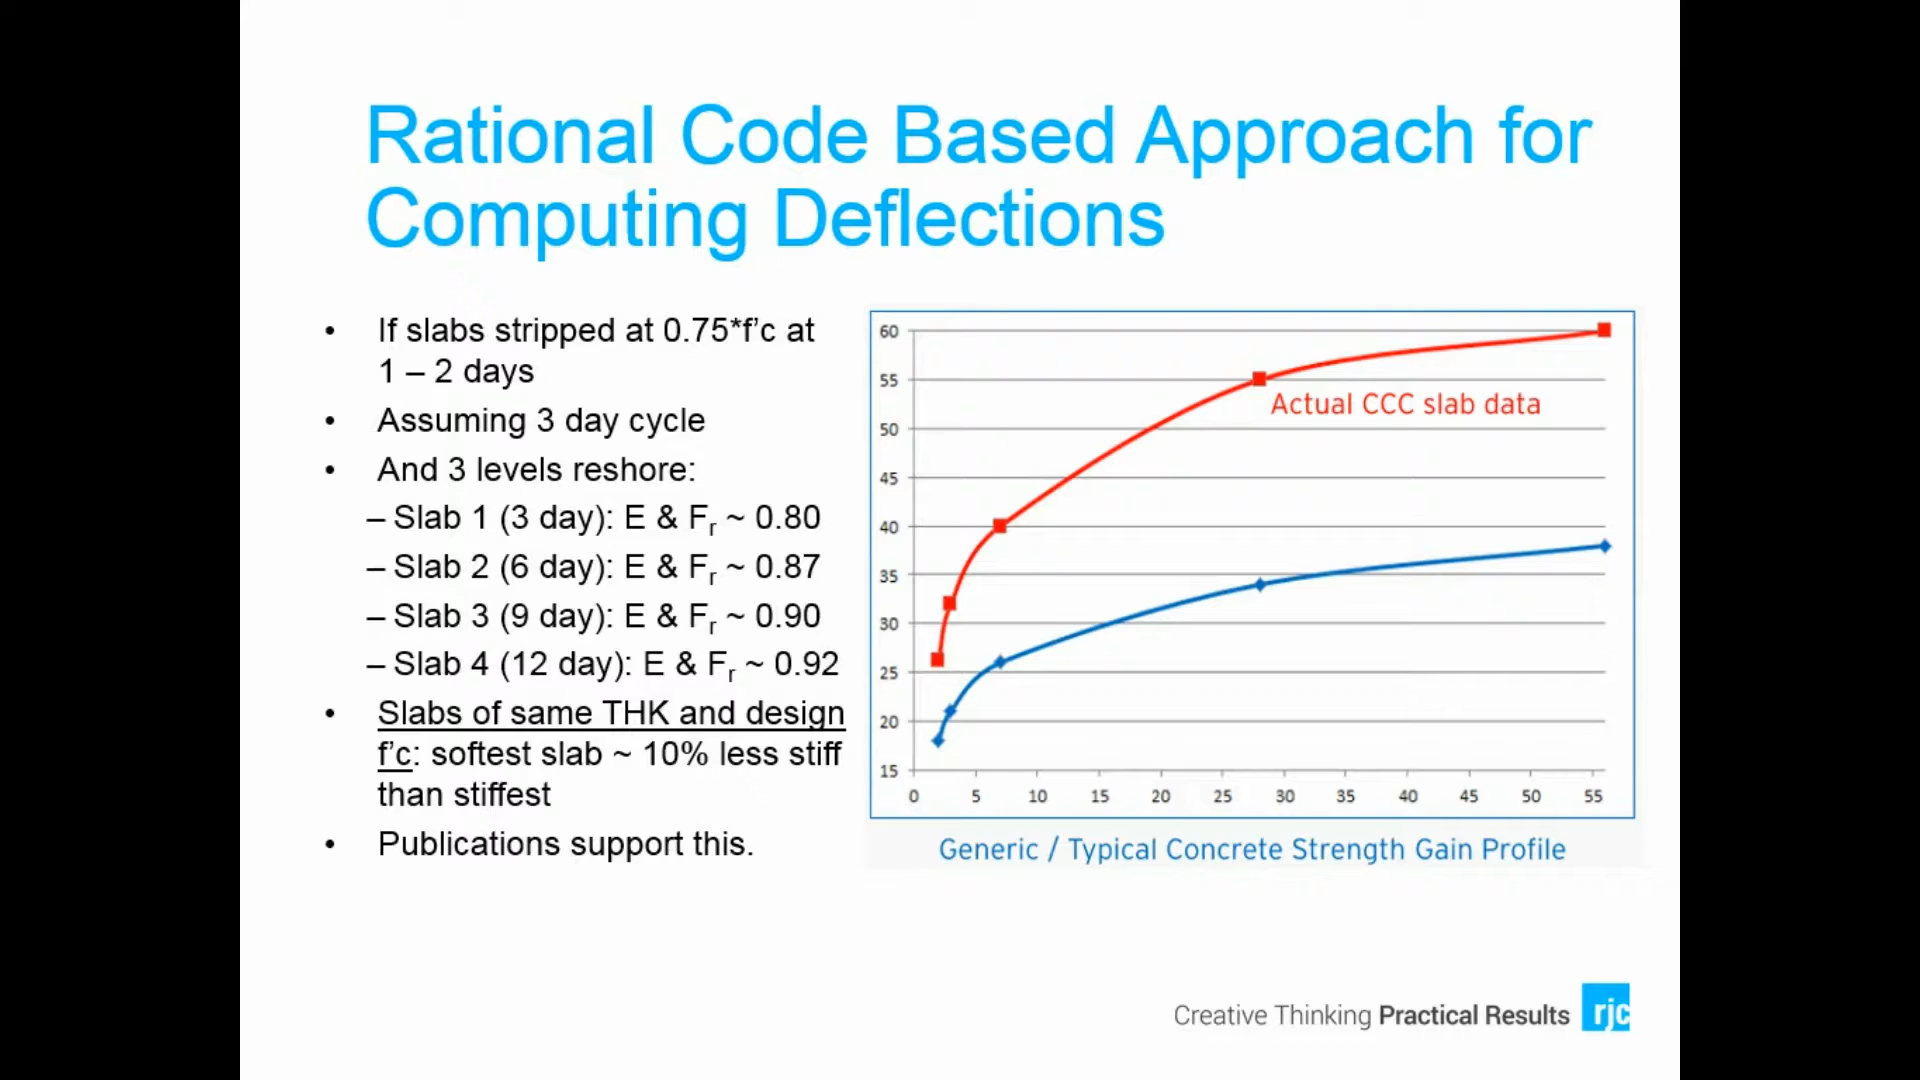 Rational Code Based Approach for
Computing Deflections
• If slabs stripped at 0.75*f’c at
1 – 2 days
• Assuming 3 day cycle
• And 3 levels reshore:
– Slab 1 (3 day): E & Fr ~ 0.80
– Slab 2 (6 day): E & Fr ~ 0.87
– Slab 3 (9 day): E & Fr ~ 0.90
– Slab 4 (12 day): E & Fr ~ 0.92
• Slabs of same THK and design
f’c: softest slab ~ 10% less stiff
than stiffest
• Publications support this.
60
55
50
45
40
35
30
25
20
15
0 5 10 15 20 25 30 35 40 45 50 55
Actual CCC slab data
Generic / Typical Concrete Strength Gain Profile
Creative Thinking Practical Results
rjc